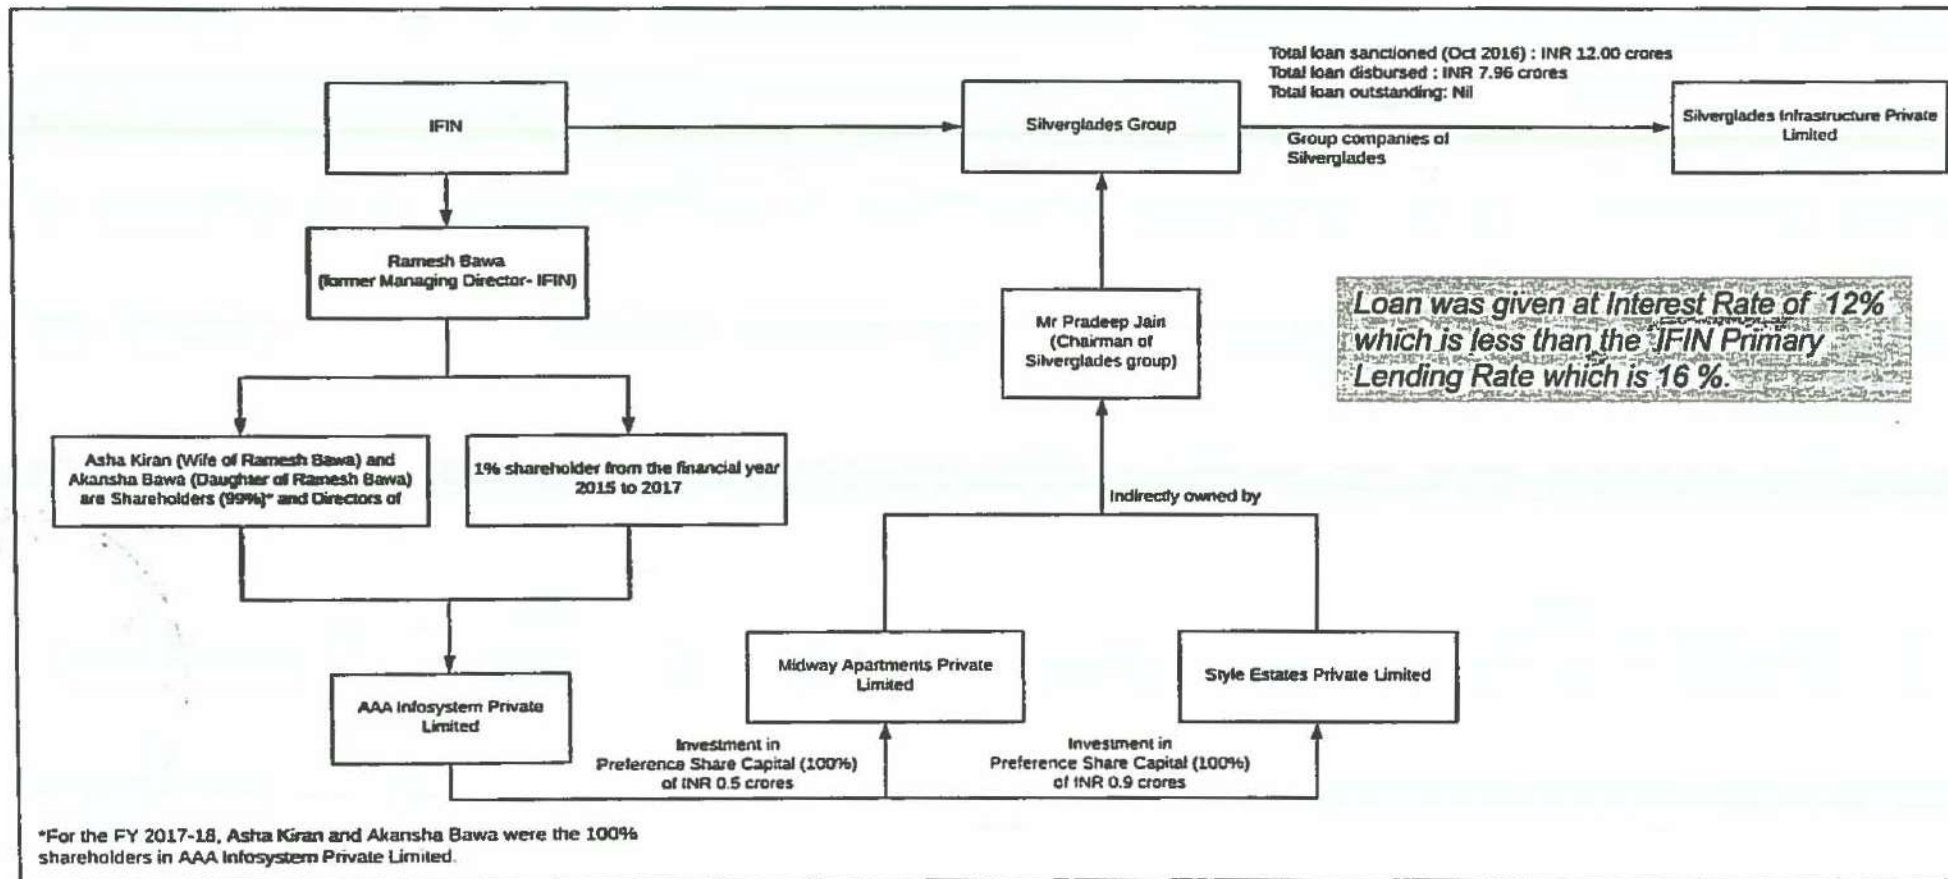 Total loan sanctioned (Oct 2016) : INR 12.00 crores
Total loan disbursed : INR 7.96 crores
Total loan outstanding: Nil
IFIN
Silverglades Group
Silverglades Infrastructure Private
Limited
Group companies of
Silverglades
Ramesh Bawa
(former Managing Director- IFIN)
Mr Pradeep Jain
(Chairman of
Silverglades group)
Loan was given at Interest Rate of 12%
which is less than the IFIN Primary
Lending Rate which is 16 %.
Asha Kiran (Wife of Ramesh Bawa) and
Akansha Bawa (Daughter of Ramesh Bawa)
are Shareholders (99%)* and Directors of
1% shareholder from the financial year
2015 to 2017
Indirectly owned by
Midway Apartments Private
Limited
Style Estates Private Limited
AAA Infosystem Private
Limited
Investment in
Preference Share Capital (100%)
of INR 0.5 crores
Investment in
Preference Share Capital (100%)
of INR 0.9 crores
*For the FY 2017-18, Asha Kiran and Akansha Bawa were the 100%
shareholders in AAA Infosystem Private Limited.